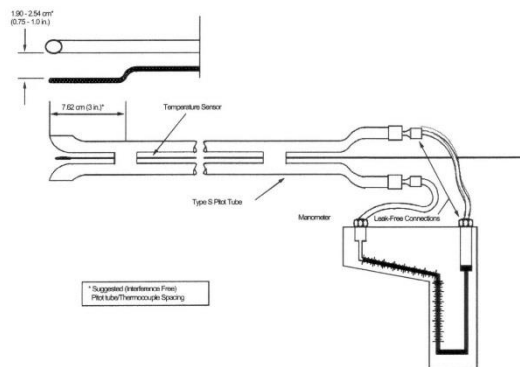 1.90 - 2.54 cm*
(0.75 - 1.0 in.)
7.62 cm (3 in.)*
Temperature Sensor
Type S Pitot Tube
Manometer
Leak-Free Connections
* Suggested (Interference Free)
Pitot tube/Thermocouple Spacing